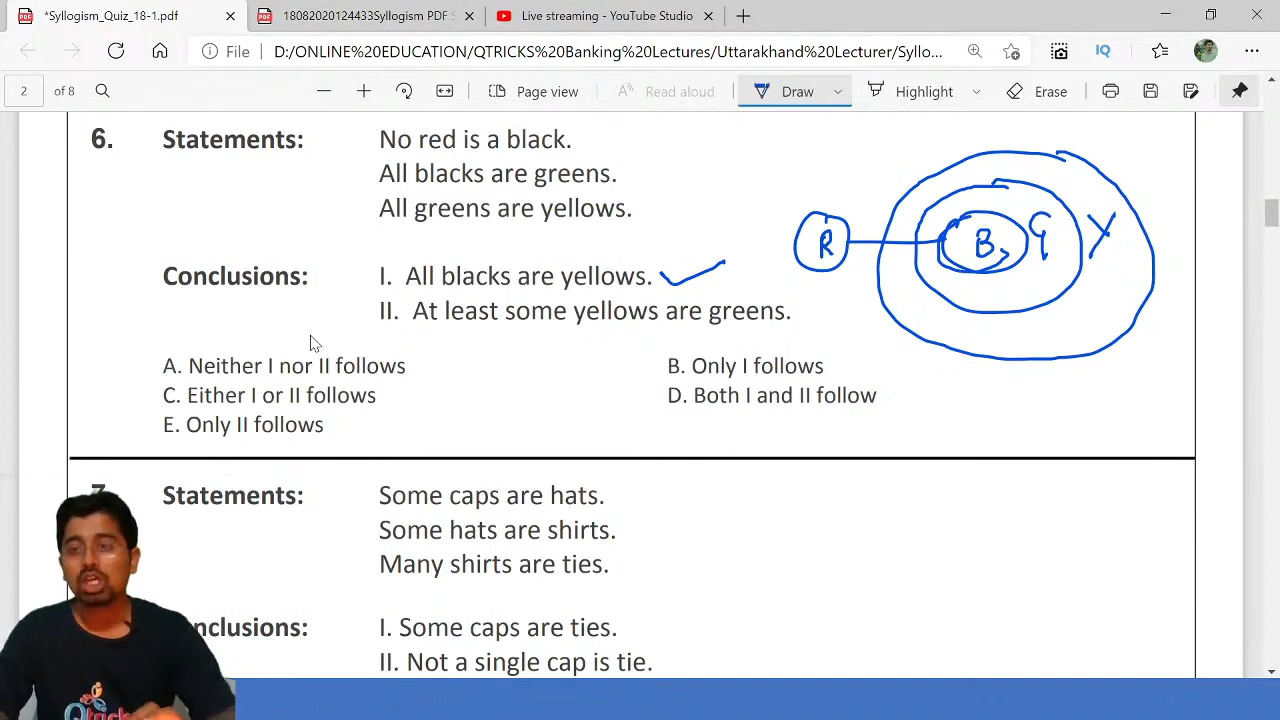 *Syllogism_Quiz_18-1.pdf
18082020124433Syllogism PDF
Live streaming - YouTube Studio
File
D:/ONLINE%20EDUCATION/QTRICKS%20Banking%20Lectures/Uttarakhand%20Lecturer/Syllo...
IQ
2 of 8
Page view
Read aloud
Draw
Highlight
Erase
6. Statements: No red is a black.
All blacks are greens.
All greens are yellows.
R B G Y
Conclusions: I. All blacks are yellows.
II. At least some yellows are greens.
A. Neither I nor II follows B. Only I follows
C. Either I or II follows D. Both I and II follow
E. Only II follows
7. Statements: Some caps are hats.
Some hats are shirts.
Many shirts are ties.
nclusions: I. Some caps are ties.
II. Not a single cap is tie.